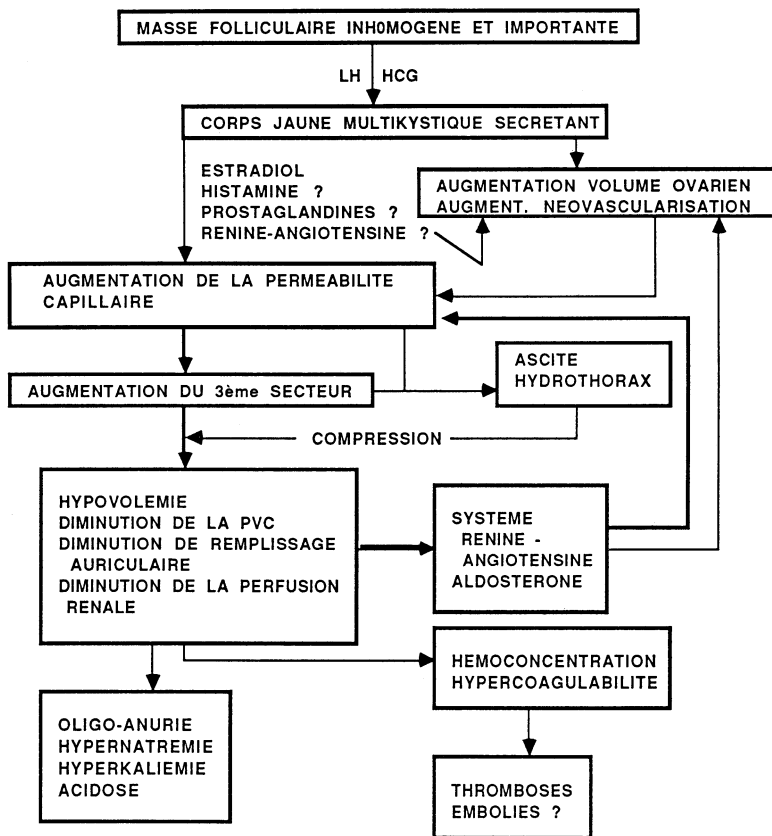 MASSE FOLLICULAIRE INHOMOGENE ET IMPORTANTE
LH HCG
CORPS JAUNE MULTIKYSTIQUE SECRETANT
ESTRADIOL
HISTAMINE ?
PROSTAGLANDINES ?
RENINE-ANGIOTENSINE ?
AUGMENTATION VOLUME OVARIEN
AUGMENT. NEOVASCULARISATION
AUGMENTATION DE LA PERMEABILITE
CAPILLAIRE
AUGMENTATION DU 3ème SECTEUR
ASCITE
HYDROTHORAX
COMPRESSION
HYPOVOLEMIE
DIMINUTION DE LA PVC
DIMINUTION DE REMPLISSAGE
AURICULAIRE
DIMINUTION DE LA PERFUSION
RENALE
SYSTEME
RENINE -
ANGIOTENSINE
ALDOSTERONE
HEMOCONCENTRATION
HYPERCOAGULABILITE
OLIGO-ANURIE
HYPERNATREMIE
HYPERKALIEMIE
ACIDOSE
THROMBOSES
EMBOLIES ?